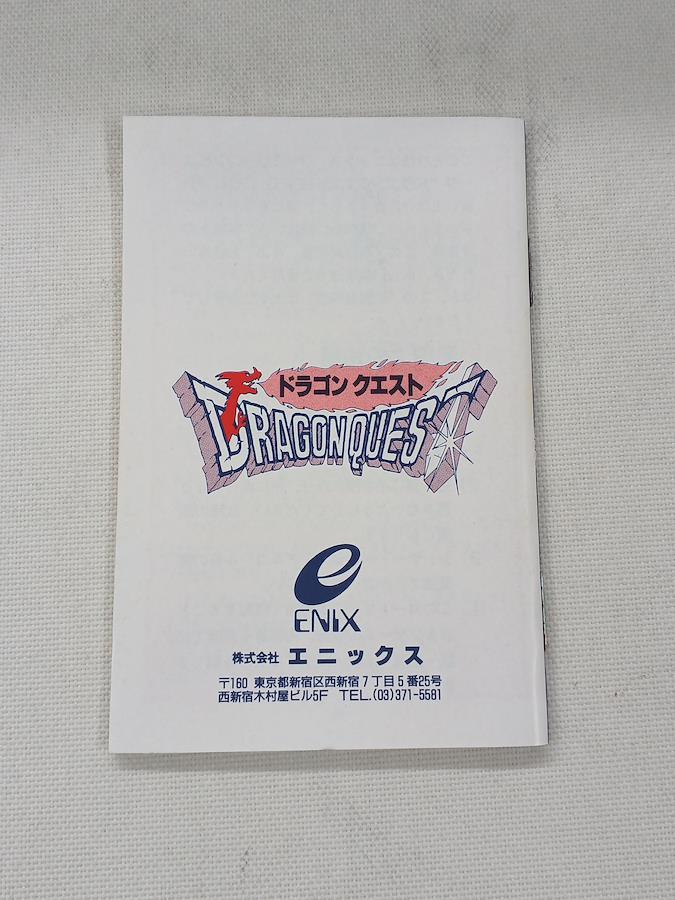 ドラゴン クエスト
DRAGON QUEST
ENIX
株式会社 エニックス
〒160 東京都新宿区西新宿7丁目5番25号
西新宿木村屋ビル5F TEL.(03)371-5581